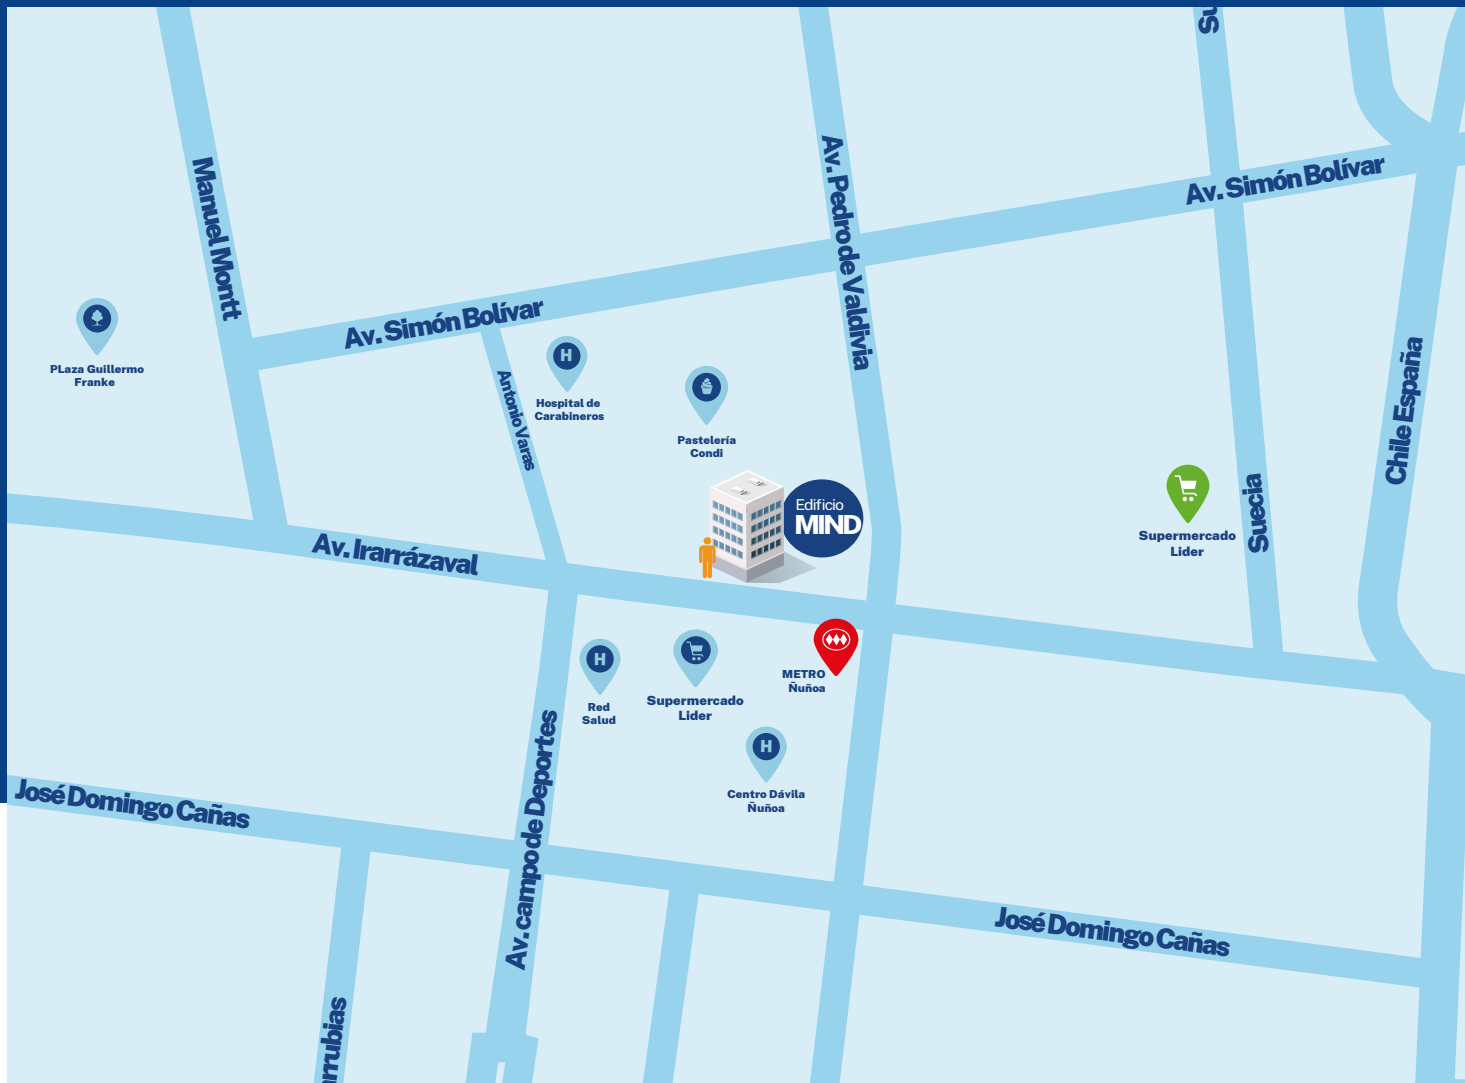 Manuel Montt
Av. Pedro de Valdivia
Av. Simón Bolívar
Av. Simón Bolívar
PLaza Guillermo
Franke
Antonio Varas
H
Hospital de
Carabineros
Pastelería
Condi
Chile España
Edificio
MIND
Suecia
Supermercado
Lider
Av. Irarrázaval
H
Red
Salud
Supermercado
Lider
METRO
Ñuñoa
H
Centro Dávila
Ñuñoa
José Domingo Cañas
Av. campo de Deportes
José Domingo Cañas